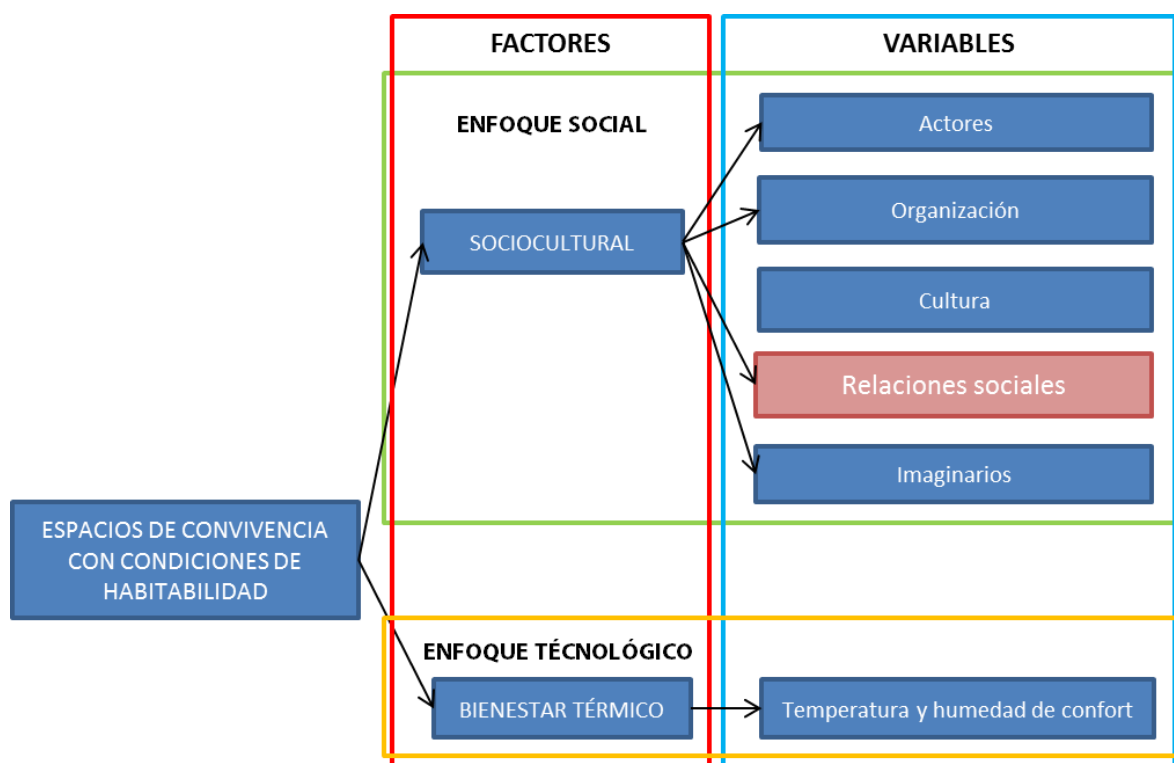 FACTORES
VARIABLES
ENFOQUE SOCIAL
Actores
Organización
SOCIOCULTURAL
Cultura
Relaciones sociales
Imaginarios
ESPACIOS DE CONVIVENCIA
CON CONDICIONES DE
HABITABILIDAD
ENFOQUE TÉCNOLÓGICO
BIENESTAR TÉRMICO
Temperatura y humedad de confort